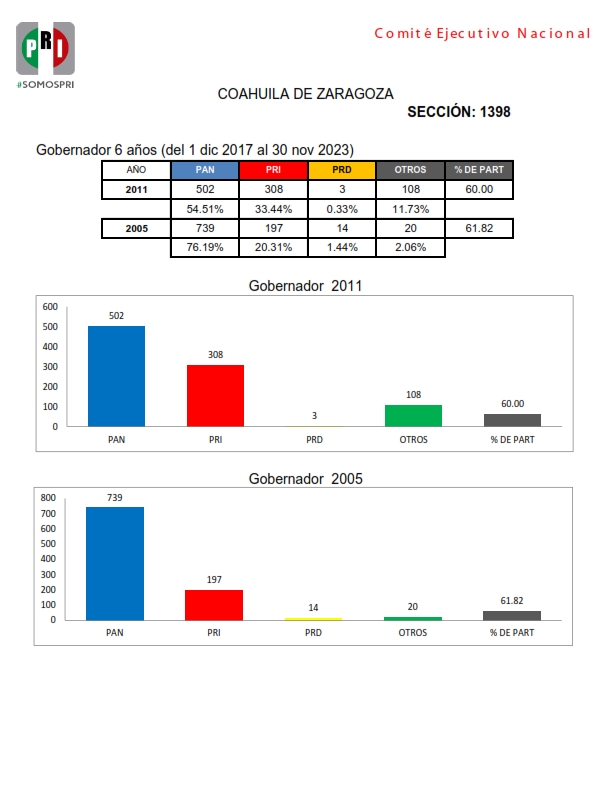 Comité Ejecutivo Nacional
PRI
#SOMOSPRI
COAHUILA DE ZARAGOZA
SECCIÓN: 1398
Gobernador 6 años (del 1 dic 2017 al 30 nov 2023)
AÑO PAN PRI PRD OTROS % DE PART
2011 502 308 3 108 60.00
54.51% 33.44% 0.33% 11.73%
2005 739 197 14 20 61.82
76.19% 20.31% 1.44% 2.06%
Gobernador 2011
600
500
400
300
200
100
0
502
308
3
108
60.00
PAN PRI PRD OTROS % DE PART
Gobernador 2005
800
700
600
500
400
300
200
100
0
739
197
14
20
61.82
PAN PRI PRD OTROS % DE PART